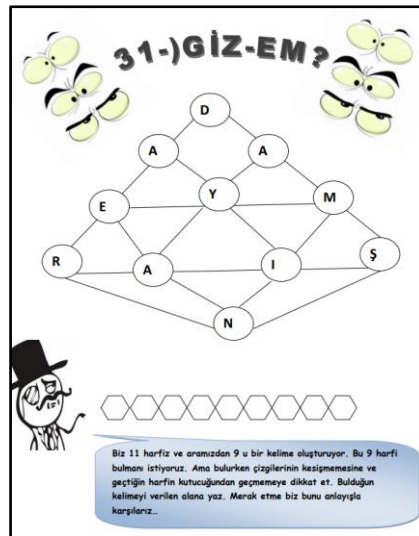 31-)GİZ-EM?
D
A A
E Y M
R A I Ş
N
Biz 11 harfiz ve aramızdan 9 u bir kelime oluşturuyor. Bu 9 harfi
bulmanı istiyoruz. Ama bulurken çizgilerinin kesişmemesine ve
geçtiğin harfin kutucuğundan geçmemeye dikkat et. Bulduğun
kelimeyi verilen alana yaz. Merak etme biz bunu anlayışla
karşılarız…